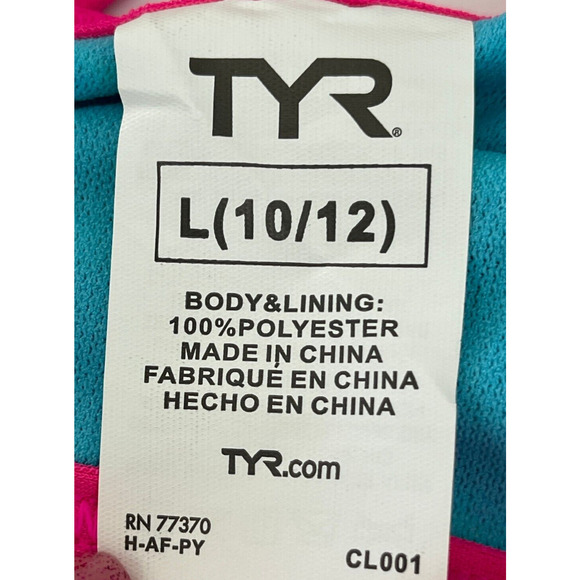 TYR®
L(10/12)
BODY&LINING:
100%POLYESTER
MADE IN CHINA
FABRIQUÉ EN CHINA
HECHO EN CHINA
TYR.com
RN 77370
H-AF-PY
CL001